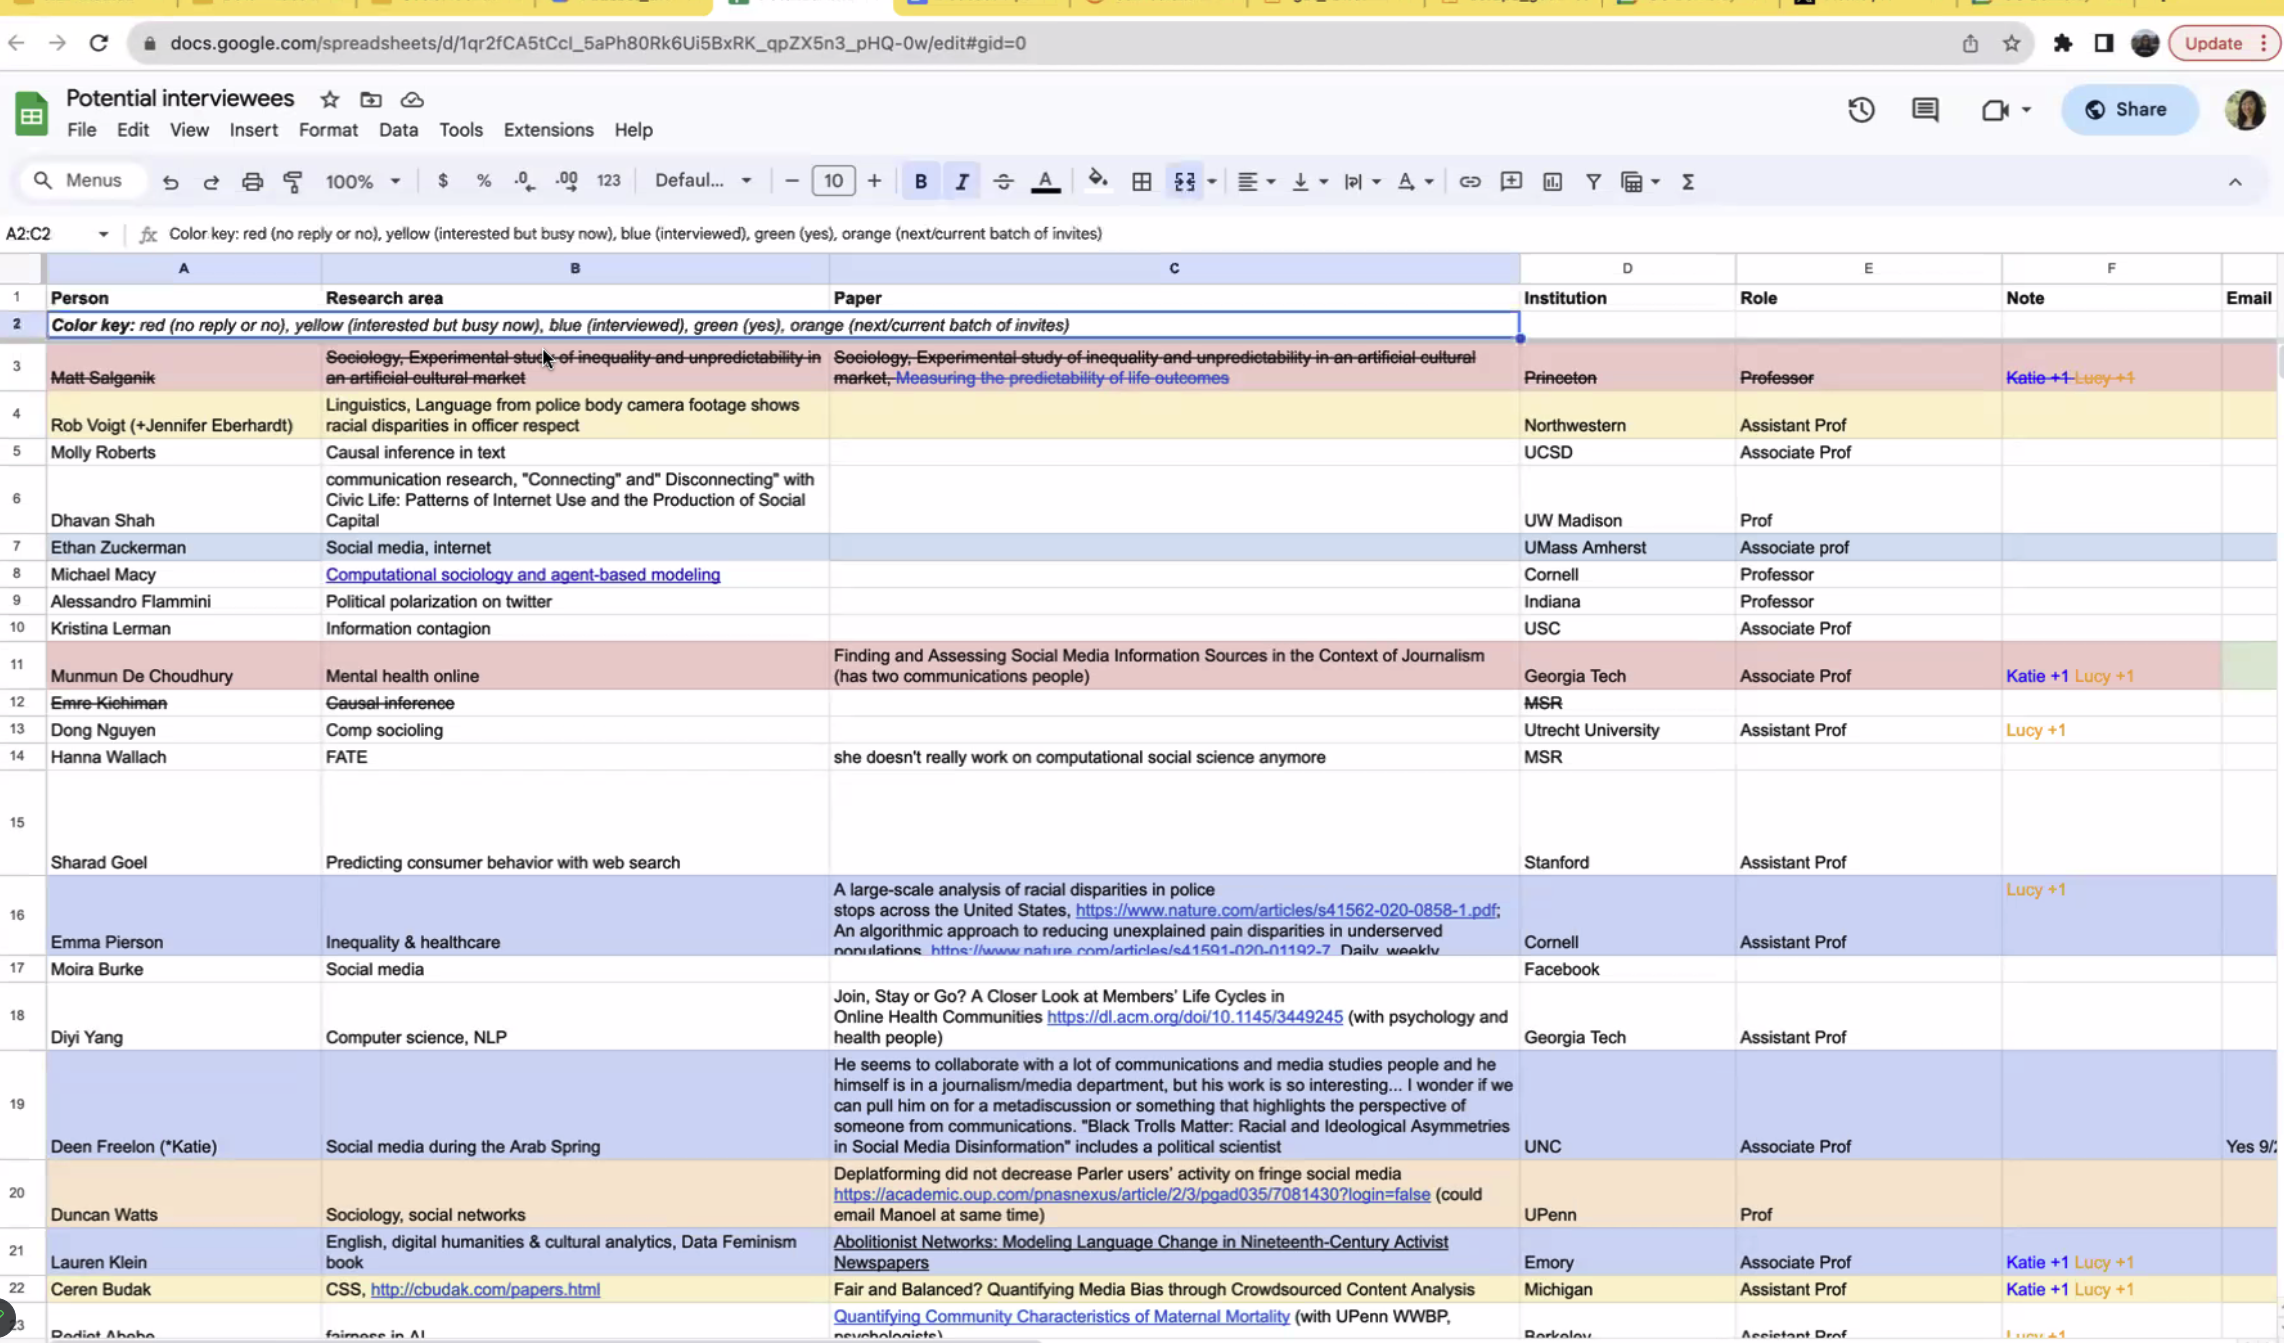 docs.google.com/spreadsheets/d/1qr2fCA5tCcI_5aPh80Rk6Ui5BxRK_qpZX5n3_pHQ-0w/edit#gid=0
Update
Potential interviewees
File Edit View Insert Format Data Tools Extensions Help
Share
Menus 100% $ % .0 .00 123 Defaul... 10 B I A
A2:C2 fx Color key: red (no reply or no), yellow (interested but busy now), blue (interviewed), green (yes), orange (next/current batch of invites)
A B C D E F
1 Person Research area Paper Institution Role Note Email
2 Color key: red (no reply or no), yellow (interested but busy now), blue (interviewed), green (yes), orange (next/current batch of invites)
3 Matt Salganik
Sociology, Experimental study of inequality and unpredictability in
an artificial cultural market
Sociology, Experimental study of inequality and unpredictability in an artificial cultural
market, Measuring the predictability of life outcomes
Princeton Professor Katie +1 Lucy +1
4 Rob Voigt (+Jennifer Eberhardt)
Linguistics, Language from police body camera footage shows
racial disparities in officer respect
Northwestern Assistant Prof
5 Molly Roberts Causal inference in text UCSD Associate Prof
6 Dhavan Shah
communication research, "Connecting" and" Disconnecting" with
Civic Life: Patterns of Internet Use and the Production of Social
Capital
UW Madison Prof
7 Ethan Zuckerman Social media, internet UMass Amherst Associate prof
8 Michael Macy Computational sociology and agent-based modeling Cornell Professor
9 Alessandro Flammini Political polarization on twitter Indiana Professor
10 Kristina Lerman Information contagion USC Associate Prof
11 Munmun De Choudhury Mental health online
Finding and Assessing Social Media Information Sources in the Context of Journalism
(has two communications people)
Georgia Tech Associate Prof Katie +1 Lucy +1
12 Emre Kichiman Causal inference MSR
13 Dong Nguyen Comp socioling Utrecht University Assistant Prof Lucy +1
14 Hanna Wallach FATE she doesn't really work on computational social science anymore MSR
15 Sharad Goel Predicting consumer behavior with web search Stanford Assistant Prof
16 Emma Pierson Inequality & healthcare
A large-scale analysis of racial disparities in police
stops across the United States, https://www.nature.com/articles/s41562-020-0858-1.pdf;
An algorithmic approach to reducing unexplained pain disparities in underserved
populations, https://www.nature.com/articles/s41591-020-01192-7, Daily, weekly
Cornell Assistant Prof Lucy +1
17 Moira Burke Social media Facebook
18 Diyi Yang Computer science, NLP
Join, Stay or Go? A Closer Look at Members' Life Cycles in
Online Health Communities https://dl.acm.org/doi/10.1145/3449245 (with psychology and
health people)
Georgia Tech Assistant Prof
19 Deen Freelon (*Katie) Social media during the Arab Spring
He seems to collaborate with a lot of communications and media studies people and he
himself is in a journalism/media department, but his work is so interesting... I wonder if we
can pull him on for a metadiscussion or something that highlights the perspective of
someone from communications. "Black Trolls Matter: Racial and Ideological Asymmetries
in Social Media Disinformation" includes a political scientist
UNC Associate Prof Yes 9/
20 Duncan Watts Sociology, social networks
Deplatforming did not decrease Parler users' activity on fringe social media
https://academic.oup.com/pnasnexus/article/2/3/pgad035/7081430?login=false (could
email Manoel at same time)
UPenn Prof
21 Lauren Klein
English, digital humanities & cultural analytics, Data Feminism
book
Abolitionist Networks: Modeling Language Change in Nineteenth-Century Activist
Newspapers
Emory Associate Prof Katie +1 Lucy +1
22 Ceren Budak CSS, http://cbudak.com/papers.html Fair and Balanced? Quantifying Media Bias through Crowdsourced Content Analysis Michigan Assistant Prof Katie +1 Lucy +1
23 Rediet Abebe fairness in AI
Quantifying Community Characteristics of Maternal Mortality (with UPenn WWBP,
psychologists)
Berkeley Assistant Prof Lucy +1